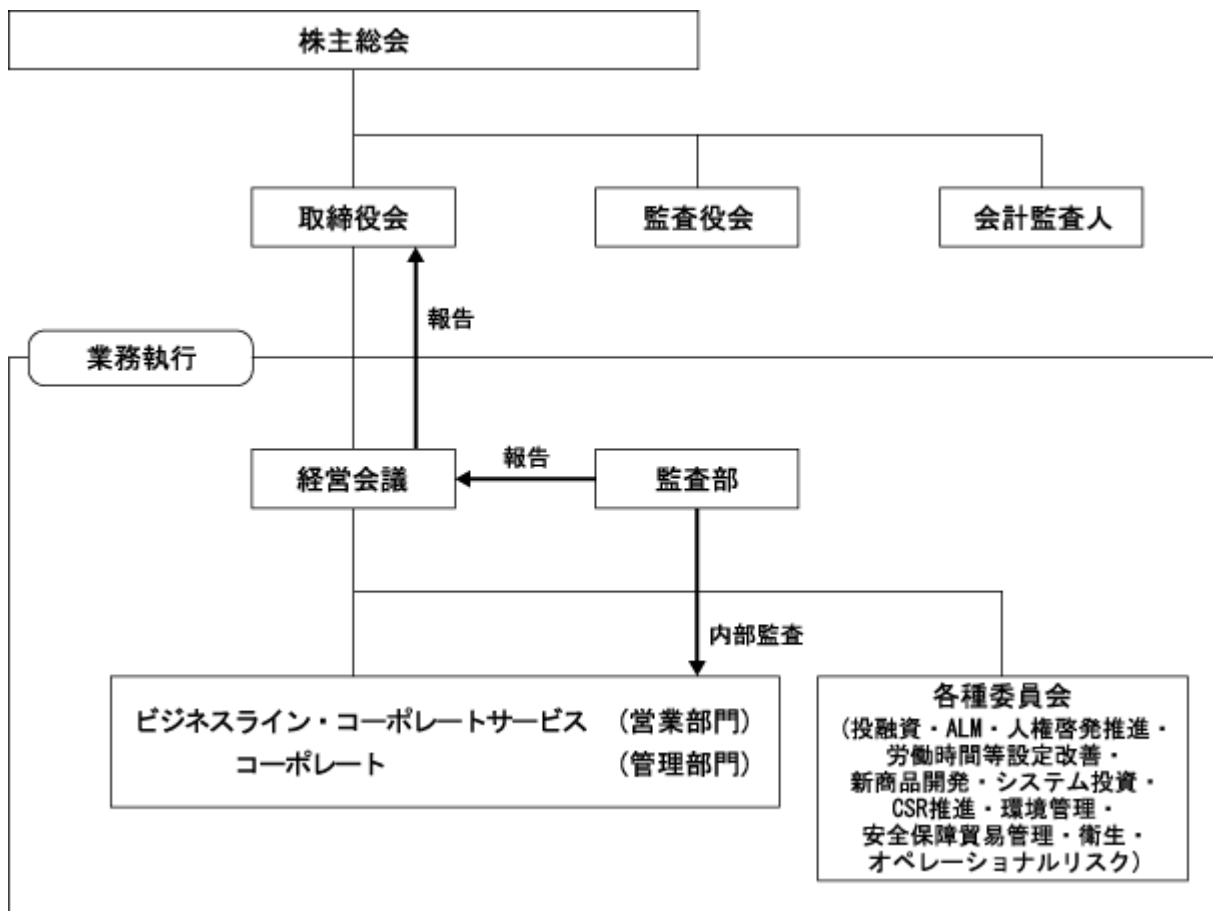 株主総会
取締役会
監査役会
会計監査人
報告
業務執行
経営会議
報告
監査部
内部監査
ビジネスライン・コーポレートサービス （営業部門）
コーポレート （管理部門）
各種委員会
（投融資・ALM・人権啓発推進・
労働時間等設定改善・
新商品開発・システム投資・
CSR推進・環境管理・
安全保障貿易管理・衛生・
オペレーショナルリスク）